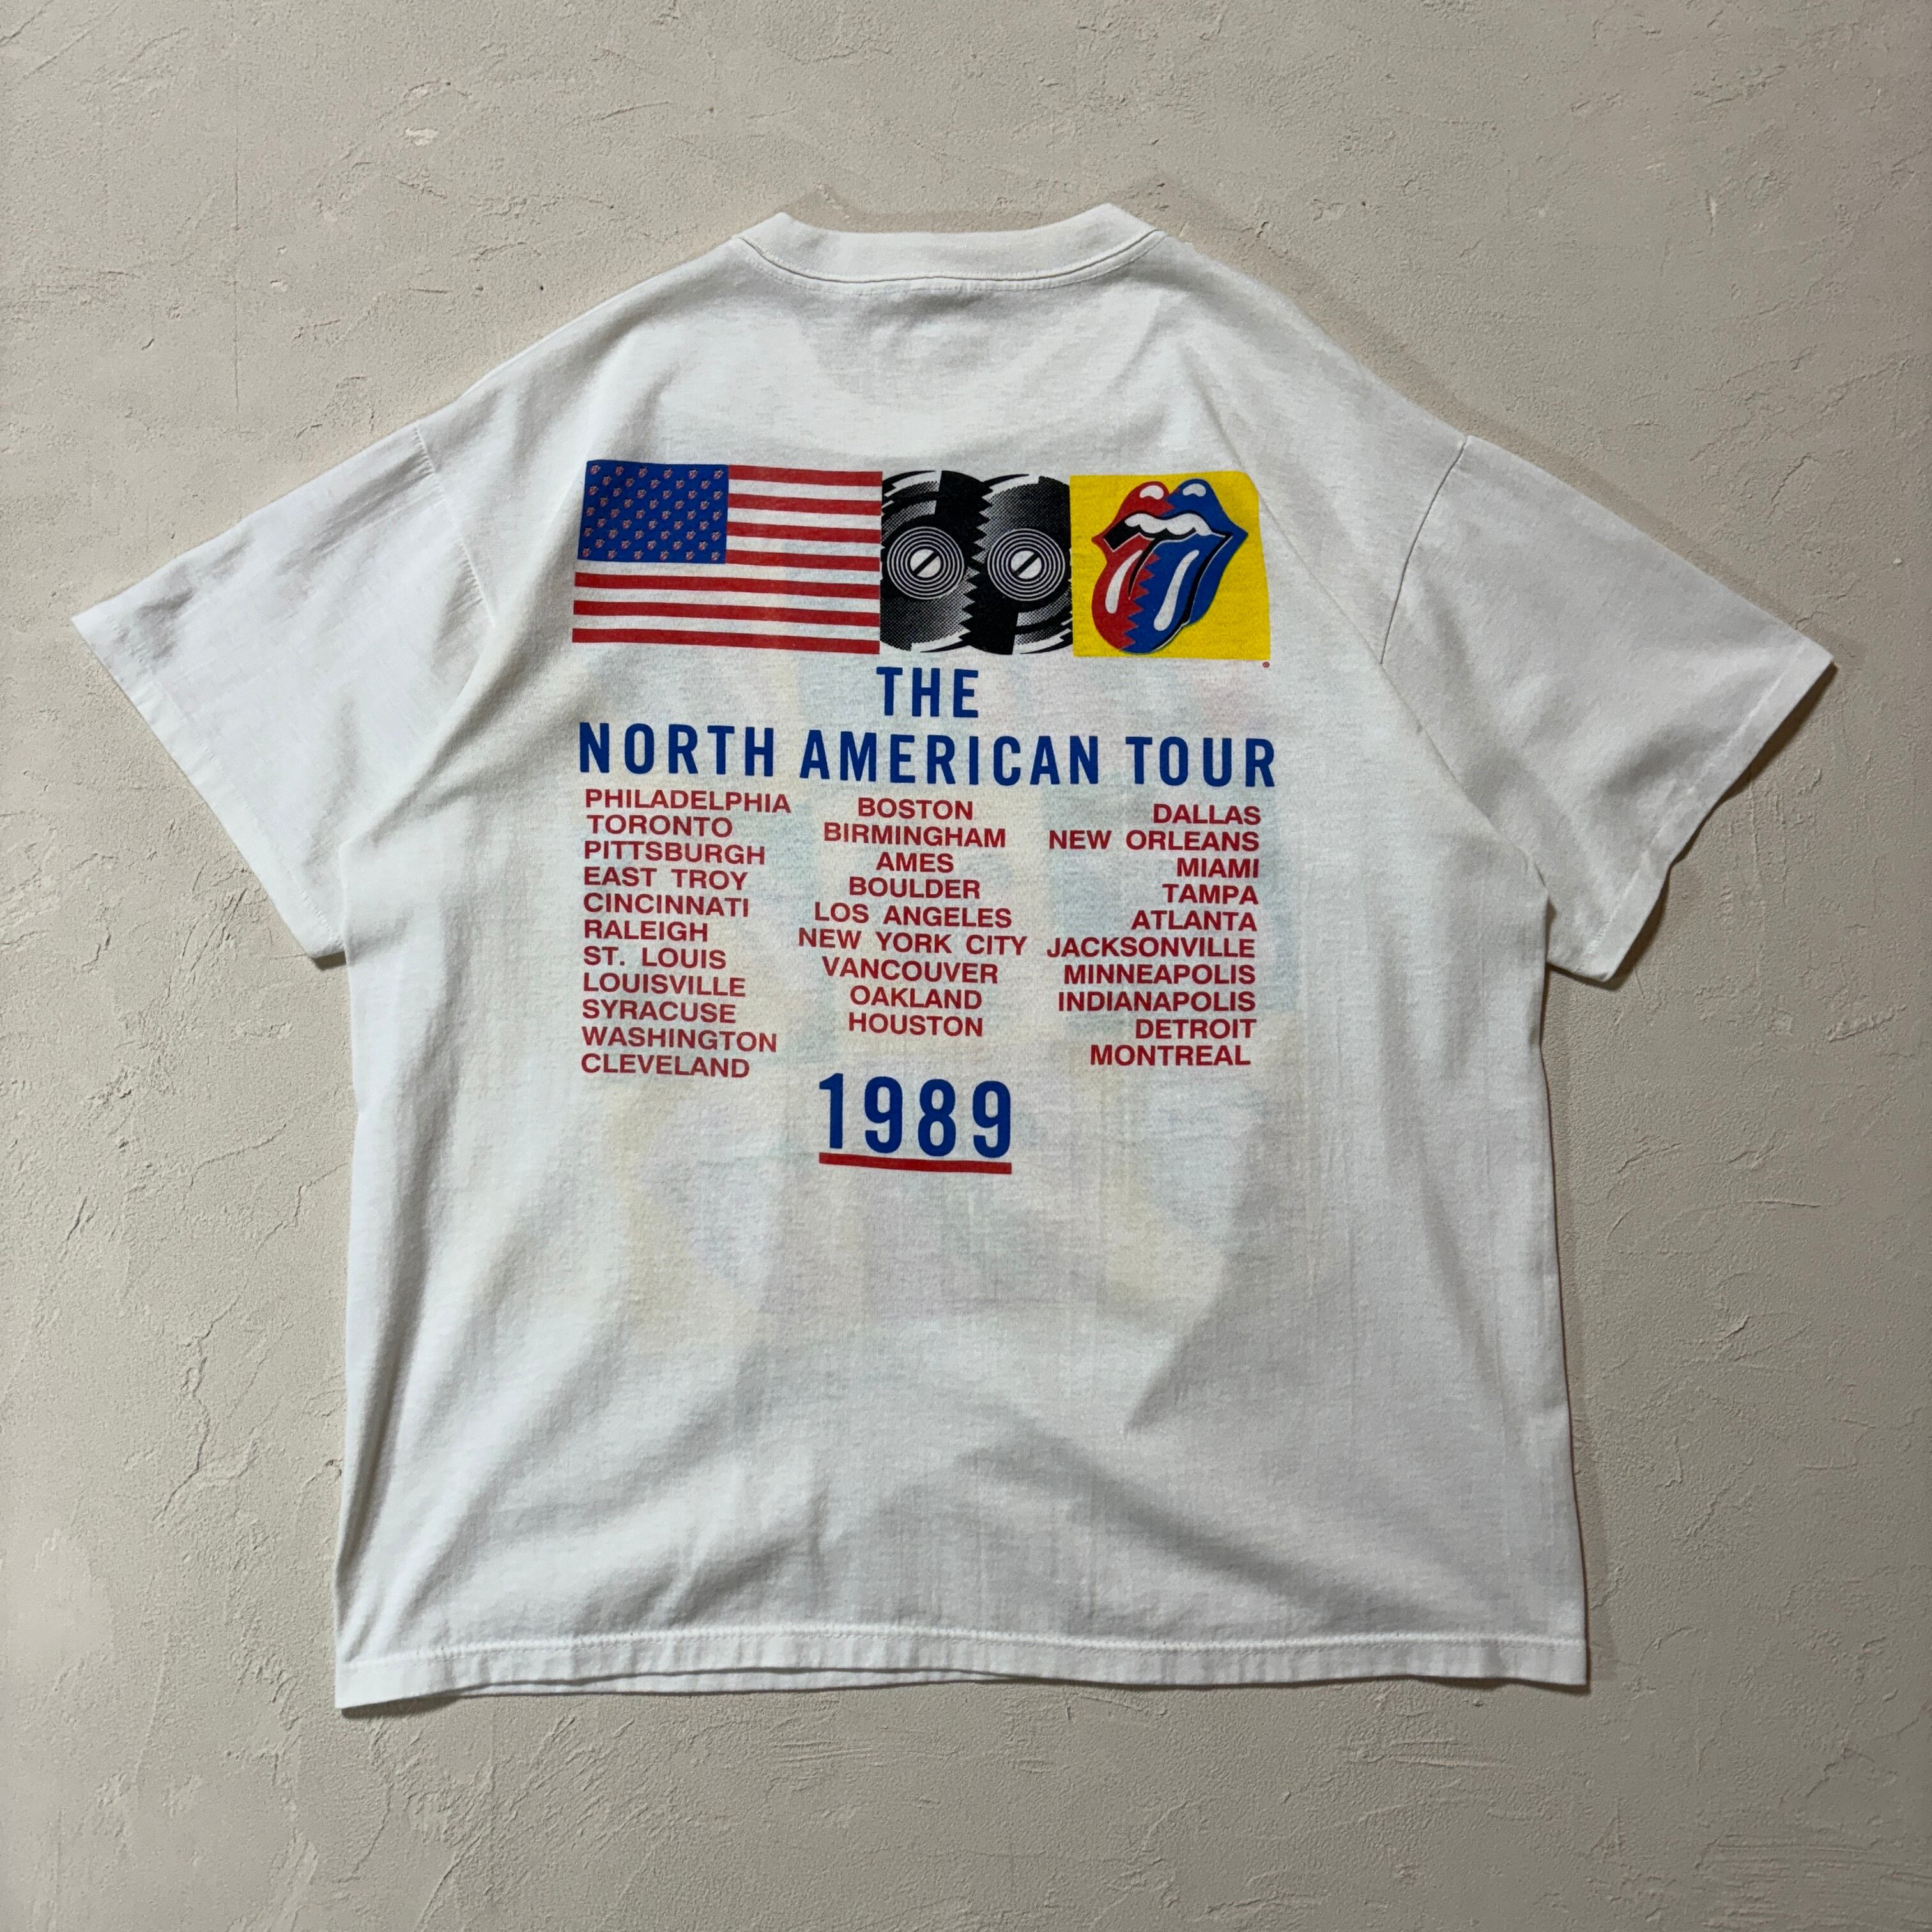 THE
NORTH AMERICAN TOUR
PHILADELPHIA
TORONTO
PITTSBURGH
EAST TROY
CINCINNATI
RALEIGH
ST. LOUIS
LOUISVILLE
SYRACUSE
WASHINGTON
CLEVELAND
BOSTON
BIRMINGHAM
AMES
BOULDER
LOS ANGELES
NEW YORK CITY
VANCOUVER
OAKLAND
HOUSTON
DALLAS
NEW ORLEANS
MIAMI
TAMPA
ATLANTA
JACKSONVILLE
MINNEAPOLIS
INDIANAPOLIS
DETROIT
MONTREAL
1989